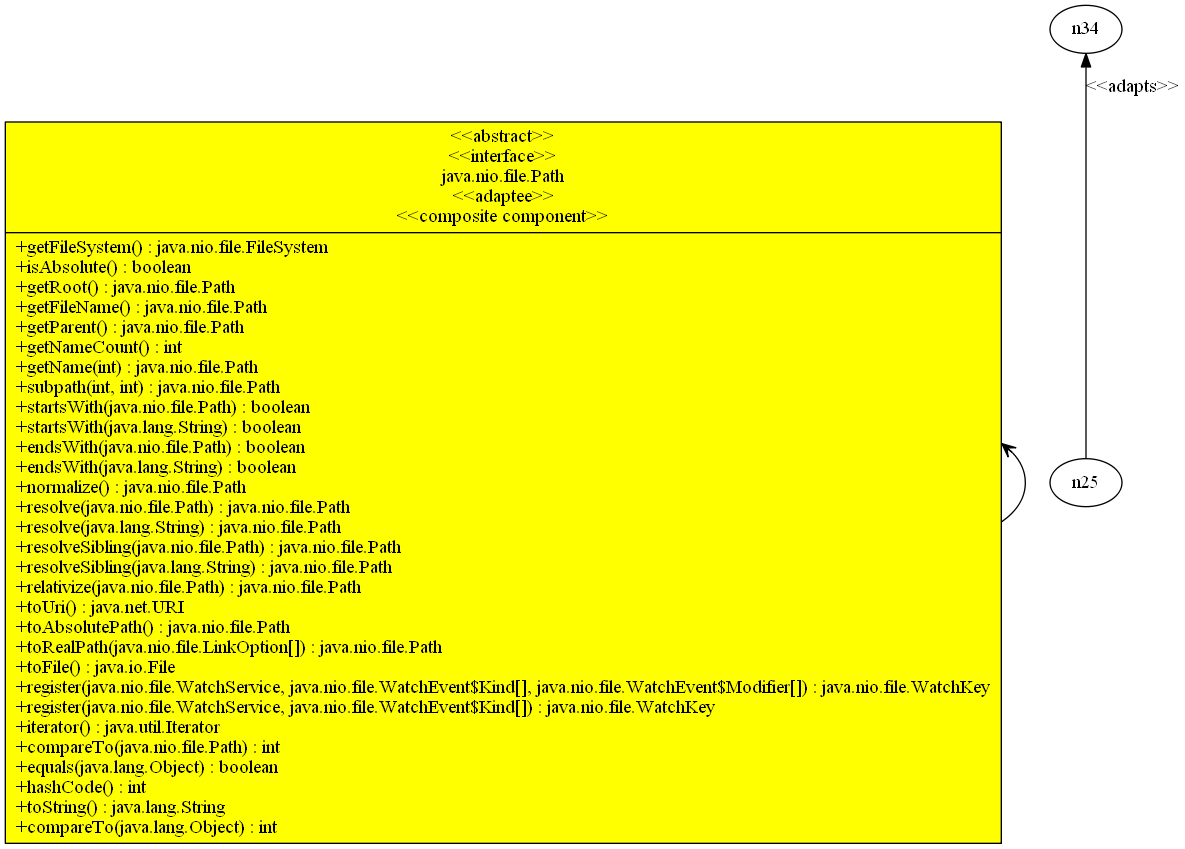 n34
<<adapts>>
<<abstract>>
<<interface>>
java.nio.file.Path
<<adaptee>>
<<composite component>>
+getFileSystem() : java.nio.file.FileSystem
+isAbsolute() : boolean
+getRoot() : java.nio.file.Path
+getFileName() : java.nio.file.Path
+getParent() : java.nio.file.Path
+getNameCount() : int
+getName(int) : java.nio.file.Path
+subpath(int, int) : java.nio.file.Path
+startsWith(java.nio.file.Path) : boolean
+startsWith(java.lang.String) : boolean
+endsWith(java.nio.file.Path) : boolean
+endsWith(java.lang.String) : boolean
+normalize() : java.nio.file.Path
+resolve(java.nio.file.Path) : java.nio.file.Path
+resolve(java.lang.String) : java.nio.file.Path
+resolveSibling(java.nio.file.Path) : java.nio.file.Path
+resolveSibling(java.lang.String) : java.nio.file.Path
+relativize(java.nio.file.Path) : java.nio.file.Path
+toUri() : java.net.URI
+toAbsolutePath() : java.nio.file.Path
+toRealPath(java.nio.file.LinkOption[]) : java.nio.file.Path
+toFile() : java.io.File
+register(java.nio.file.WatchService, java.nio.file.WatchEvent$Kind[], java.nio.file.WatchEvent$Modifier[]) : java.nio.file.WatchKey
+register(java.nio.file.WatchService, java.nio.file.WatchEvent$Kind[]) : java.nio.file.WatchKey
+iterator() : java.util.Iterator
+compareTo(java.nio.file.Path) : int
+equals(java.lang.Object) : boolean
+hashCode() : int
+toString() : java.lang.String
+compareTo(java.lang.Object) : int
n25